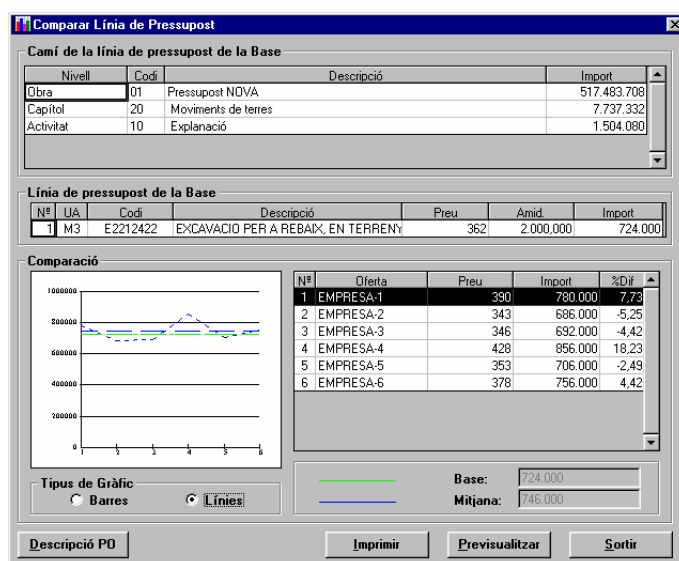 Comparar Línia de Pressupost
Camí de la línia de pressupost de la Base
Nivell Codi Descripció Import
Obra 01 Pressupost NOVA 517.483.708
Capítol 20 Moviments de terres 7.737.332
Activitat 10 Explanació 1.504.080
Línia de pressupost de la Base
Nº UA Codi Descripció Preu Amid. Import
1 M3 E2212422 EXCAVACIO PER A REBAIX, EN TERRENY 362 2.000,000 724.000
Comparació
1000000
800000
600000
400000
200000
0
1 2 3 4 5 6
Nº Oferta Preu Import %Dif
1 EMPRESA-1 390 780.000 7,73
2 EMPRESA-2 343 686.000 -5,25
3 EMPRESA-3 346 692.000 -4,42
4 EMPRESA-4 428 856.000 18,23
5 EMPRESA-5 353 706.000 -2,49
6 EMPRESA-6 378 756.000 4,42
Tipus de Gràfic
Barres Línies
Base: 724.000
Mitjana: 746.000
Descripció PO Imprimir Previsualitzar Sortir